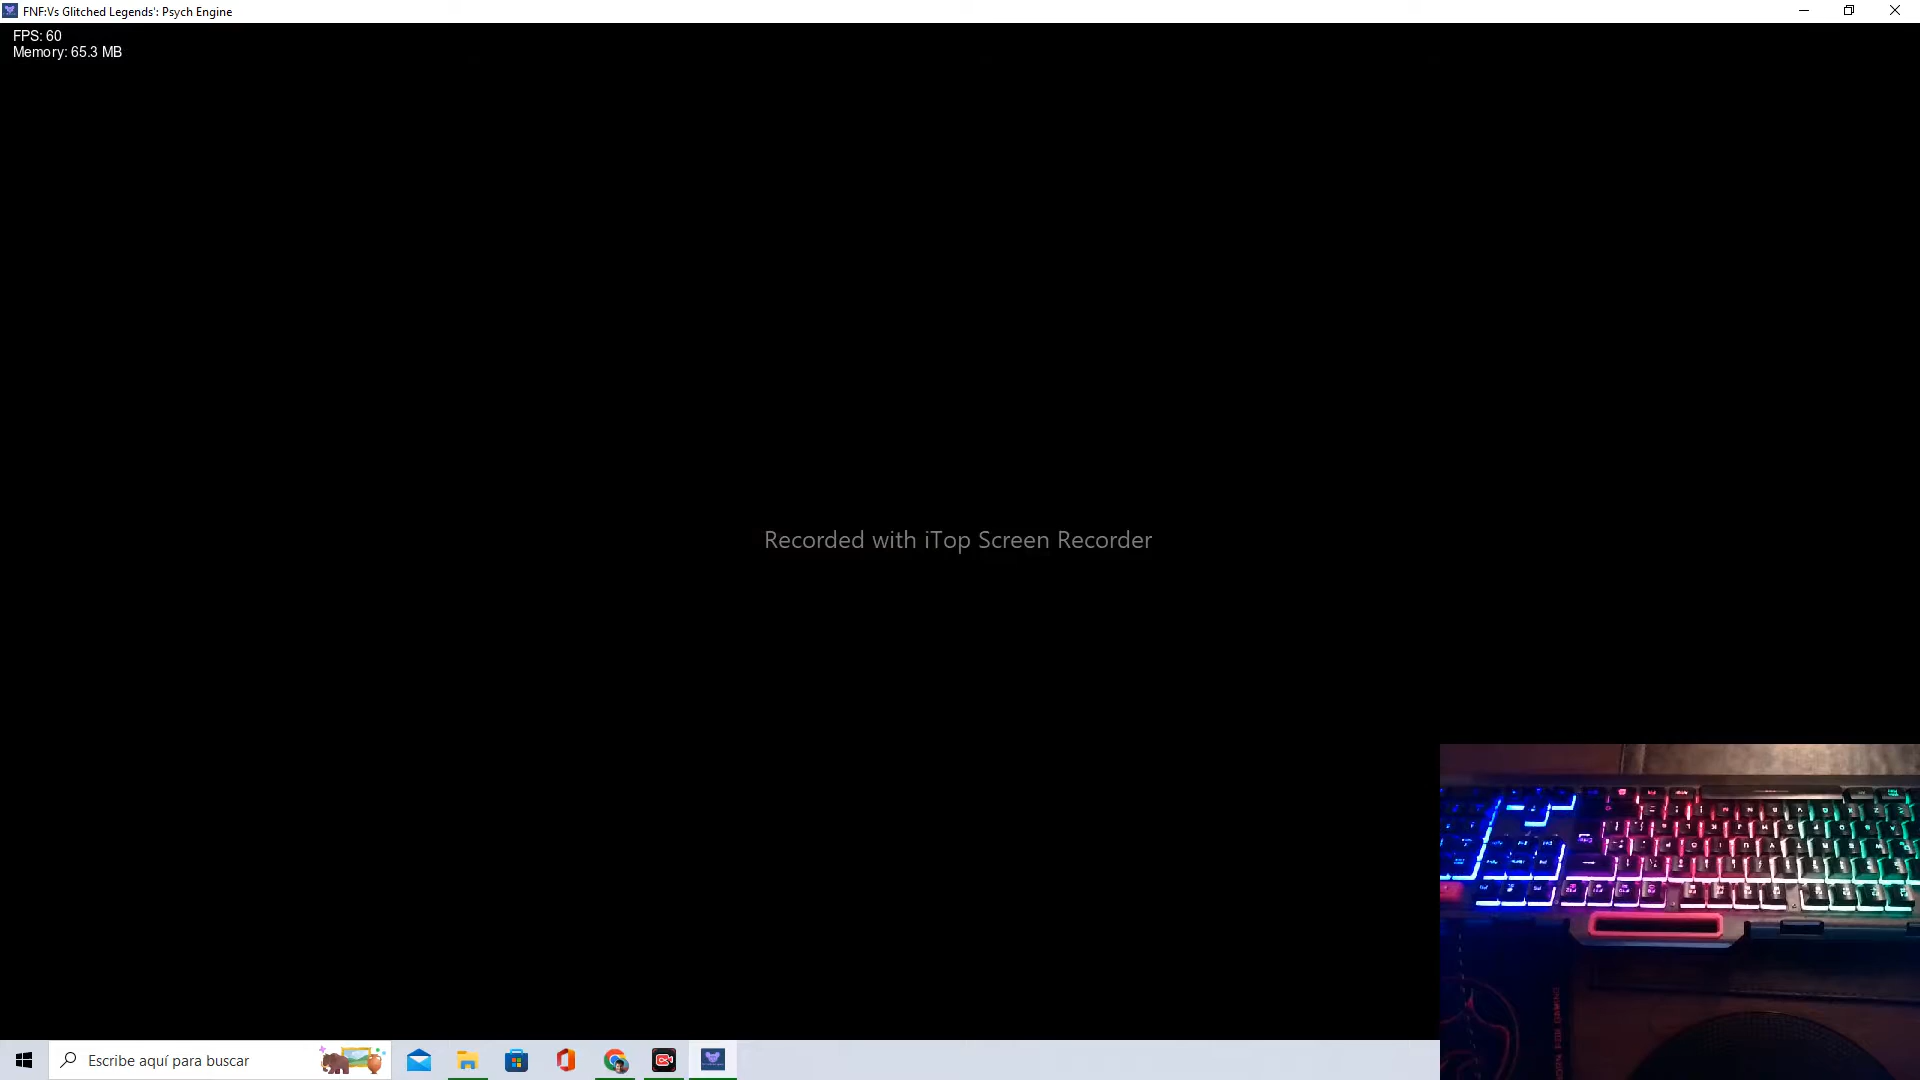 FNF:Vs Glitched Legends': Psych Engine
FPS: 60
Memory: 65.3 MB
Recorded with iTop Screen Recorder
Escribe aquí para buscar